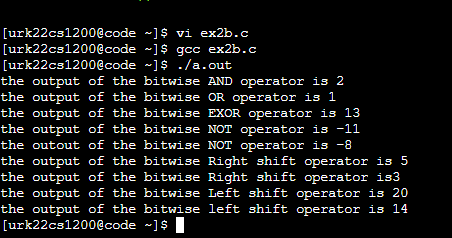 [urk22cs1200@code ~]$ vi ex2b.c
[urk22cs1200@code ~]$ gcc ex2b.c
[urk22cs1200@code ~]$ ./a.out
the output of the bitwise AND operator is 2
the output of the bitwise OR operator is 1
the output of the bitwise EXOR operator is 13
the output of the bitwise NOT operator is -11
the outout of the bitwise NOT operator is -8
the output of the bitwise Right shift operator is 5
the output of the bitwise Right shift operator is3
the output of the bitwise Left shift operator is 20
the output of the bitwise left shift operator is 14
[urk22cs1200@code ~]$